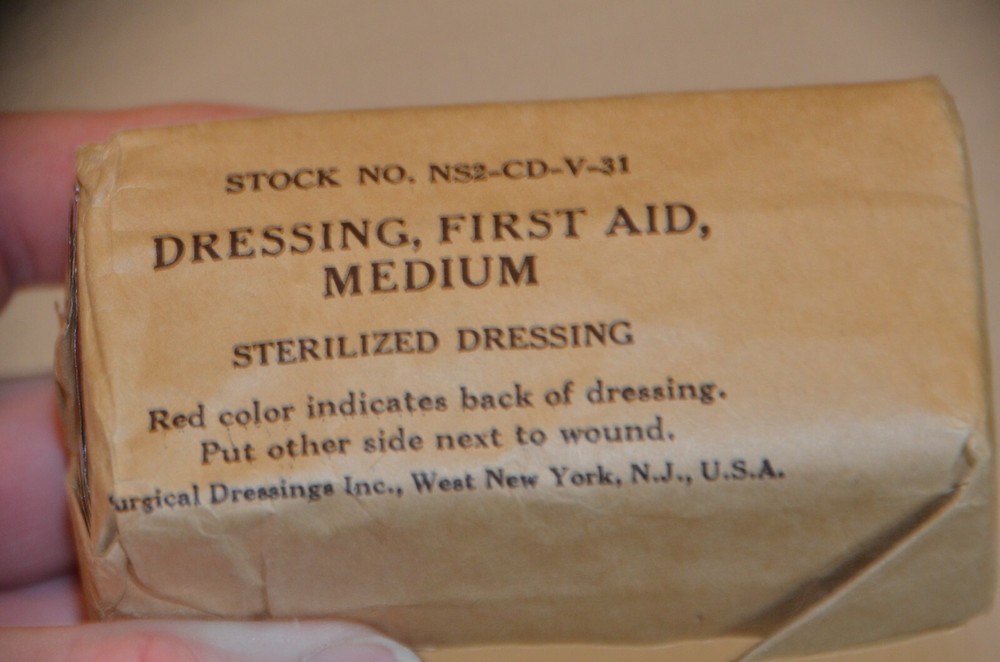 STOCK NO. NS2-CD-V-31
DRESSING, FIRST AID,
MEDIUM
STERILIZED DRESSING
Red color indicates back of dressing.
Put other side next to wound.
Surgical Dressings Inc., West New York, N.J., U.S.A.